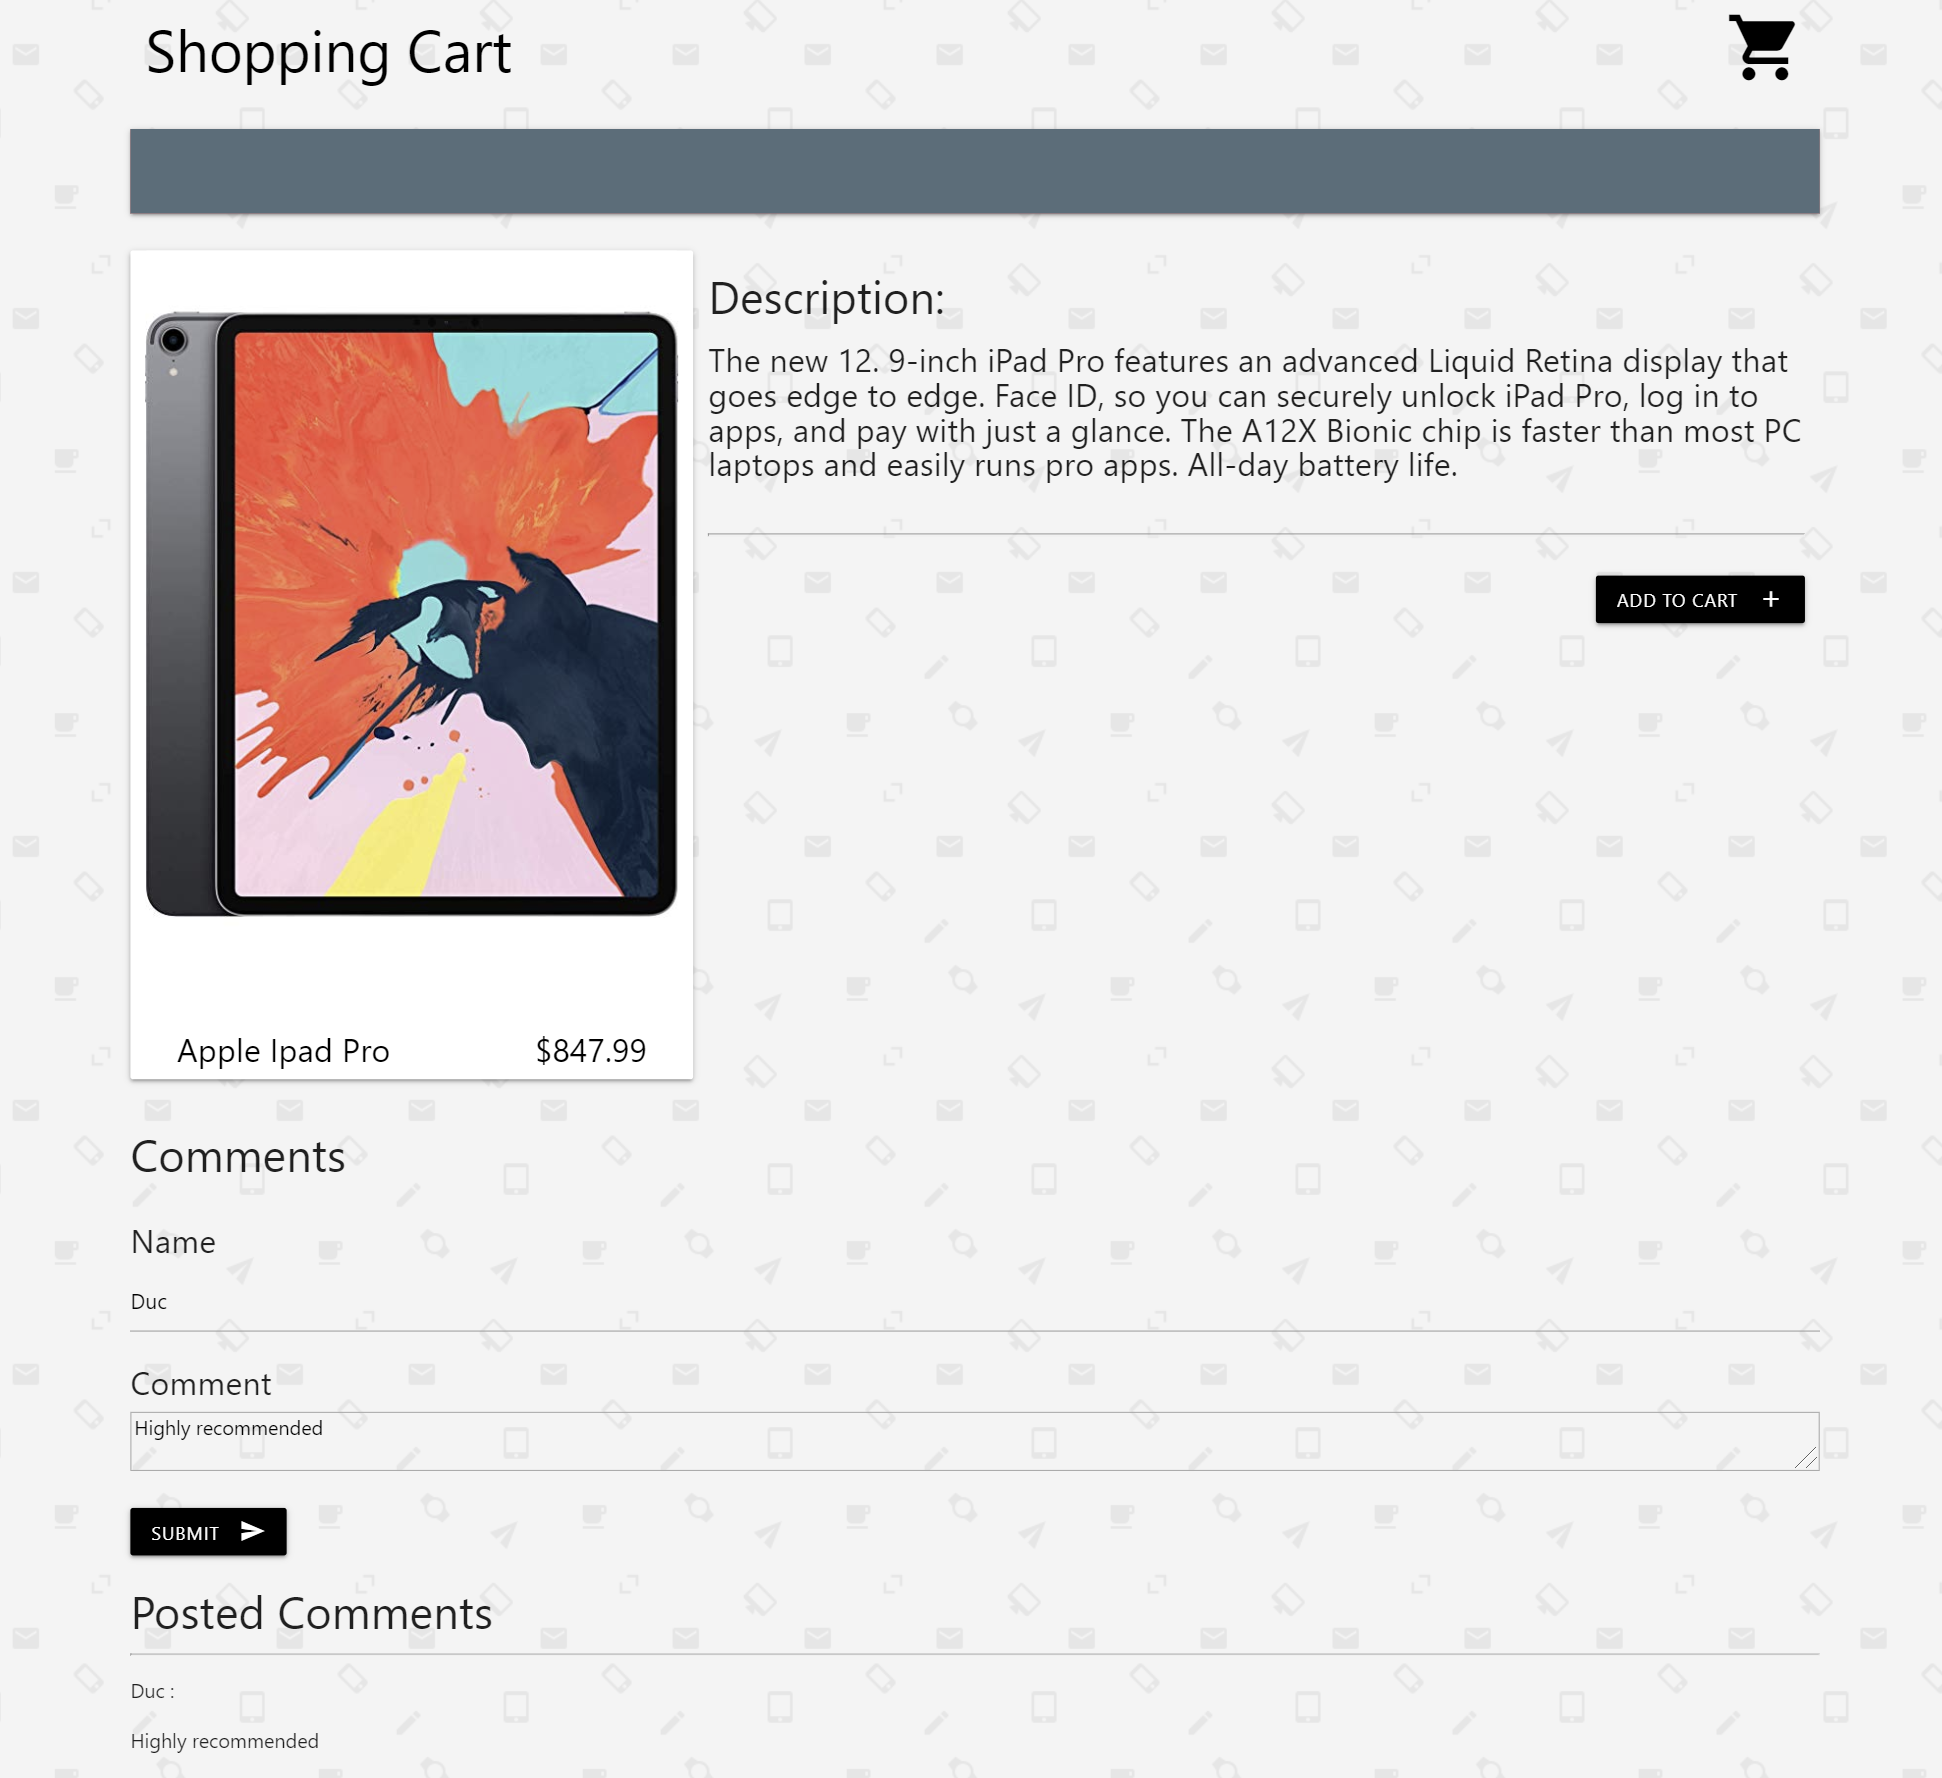 Shopping Cart
Description:
The new 12. 9-inch iPad Pro features an advanced Liquid Retina display that
goes edge to edge. Face ID, so you can securely unlock iPad Pro, log in to
apps, and pay with just a glance. The A12X Bionic chip is faster than most PC
laptops and easily runs pro apps. All-day battery life.
ADD TO CART +
Apple Ipad Pro $847.99
Comments
Name
Duc
Comment
Highly recommended
SUBMIT
Posted Comments
Duc :
Highly recommended